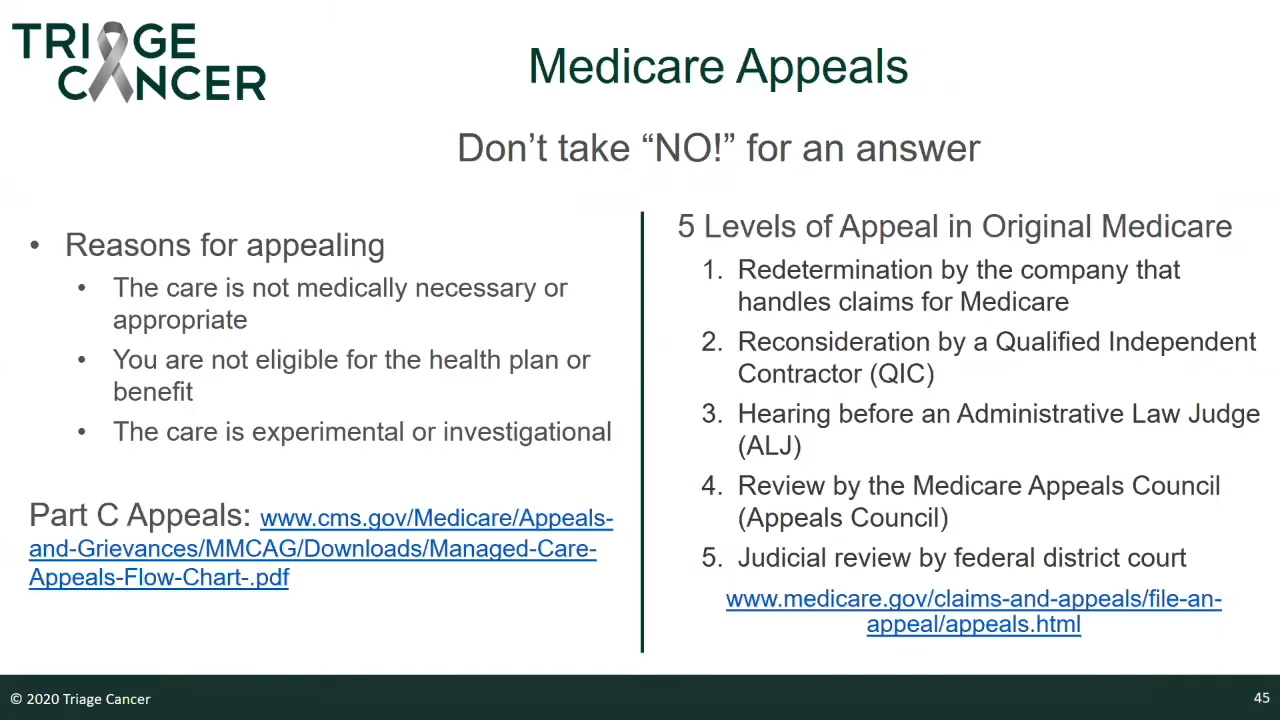 TRIAGE
CANCER
Medicare Appeals
Don’t take “NO!” for an answer
• Reasons for appealing
• The care is not medically necessary or
appropriate
• You are not eligible for the health plan or
benefit
• The care is experimental or investigational
Part C Appeals: www.cms.gov/Medicare/Appeals-
and-Grievances/MMCAG/Downloads/Managed-Care-
Appeals-Flow-Chart-.pdf
5 Levels of Appeal in Original Medicare
1. Redetermination by the company that
handles claims for Medicare
2. Reconsideration by a Qualified Independent
Contractor (QIC)
3. Hearing before an Administrative Law Judge
(ALJ)
4. Review by the Medicare Appeals Council
(Appeals Council)
5. Judicial review by federal district court
www.medicare.gov/claims-and-appeals/file-an-
appeal/appeals.html
© 2020 Triage Cancer
45